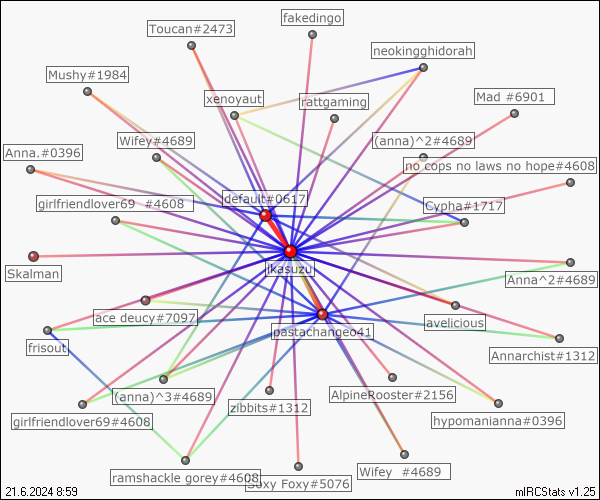 fakedingo
Toucan#2473
neokingghidorah
Mushy#1984
xenoyaut
rattgaming
Mad #6901
Wifey#4689
(anna)^2#4689
Anna.#0396
no cops no laws no hope#4608
default#0617
girlfriendlover69 #4608
Cypha#1717
Skalman
jkasuzu
Anna^2#4689
ace deucy#7097
avelicious
pastachangeo41
frisout
Annarchist#1312
(anna)^3#4689
AlpineRooster#2156
zibbits#1312
girlfriendlover69#4608
hypomanianna#0396
ramshackle gorey#4608
Wifey #4689
Foxy#5076
21.6.2024 8:59
mIRCStats v1.25